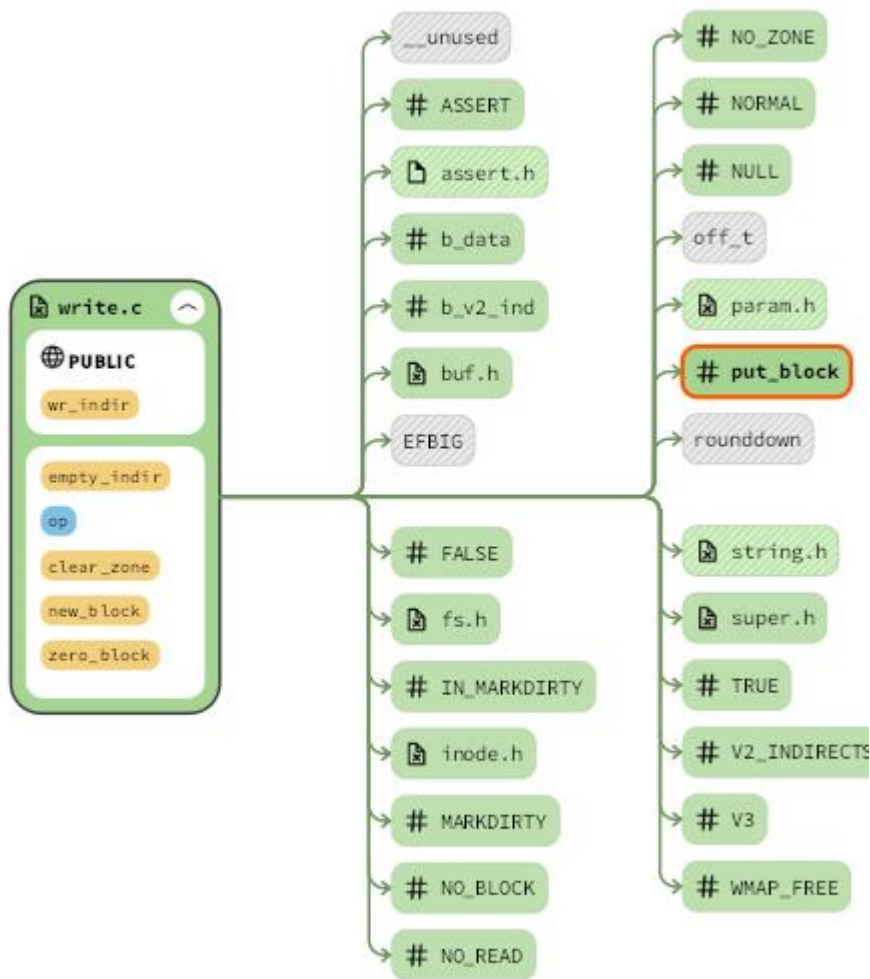 write.c
PUBLIC
wr_indir
empty_indir
op
clear_zone
new_block
zero_block
__unused
# ASSERT
assert.h
# b_data
# b_v2_ind
buf.h
EFBIG
# FALSE
fs.h
# IN_MARKDIRTY
inode.h
# MARKDIRTY
# NO_BLOCK
# NO_READ
# NO_ZONE
# NORMAL
# NULL
off_t
param.h
# put_block
rounddown
string.h
super.h
# TRUE
# V2_INDIRECTS
# V3
# WMAP_FREE